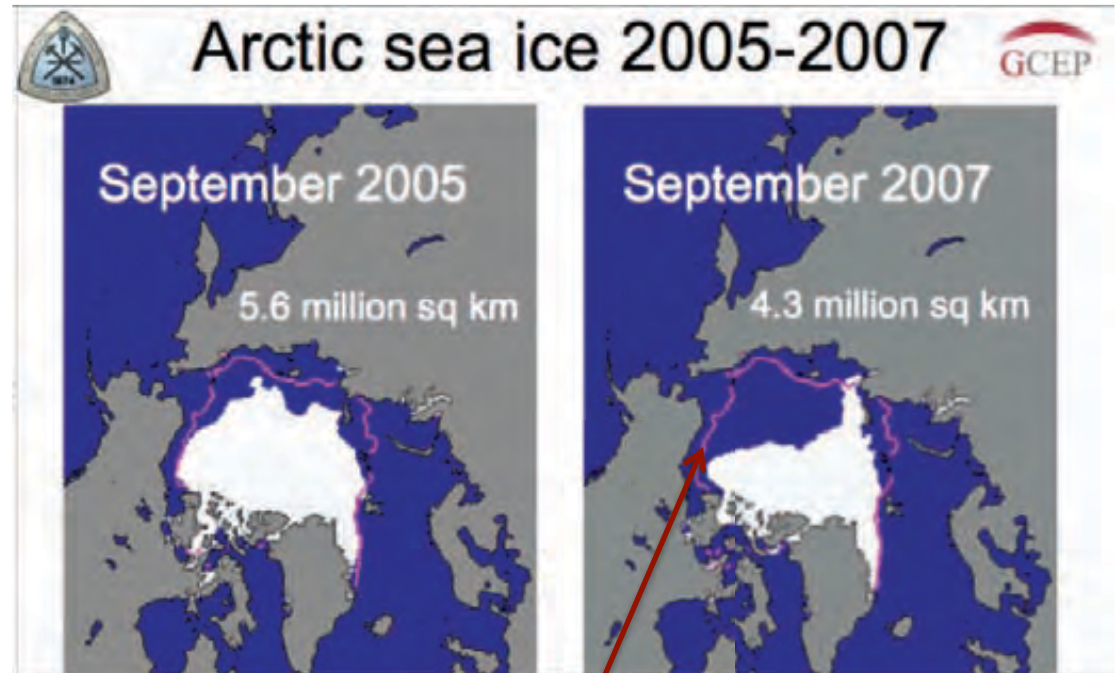 Arctic sea ice 2005-2007
1874
GCEP
September 2005
5.6 million sq km
September 2007
4.3 million sq km